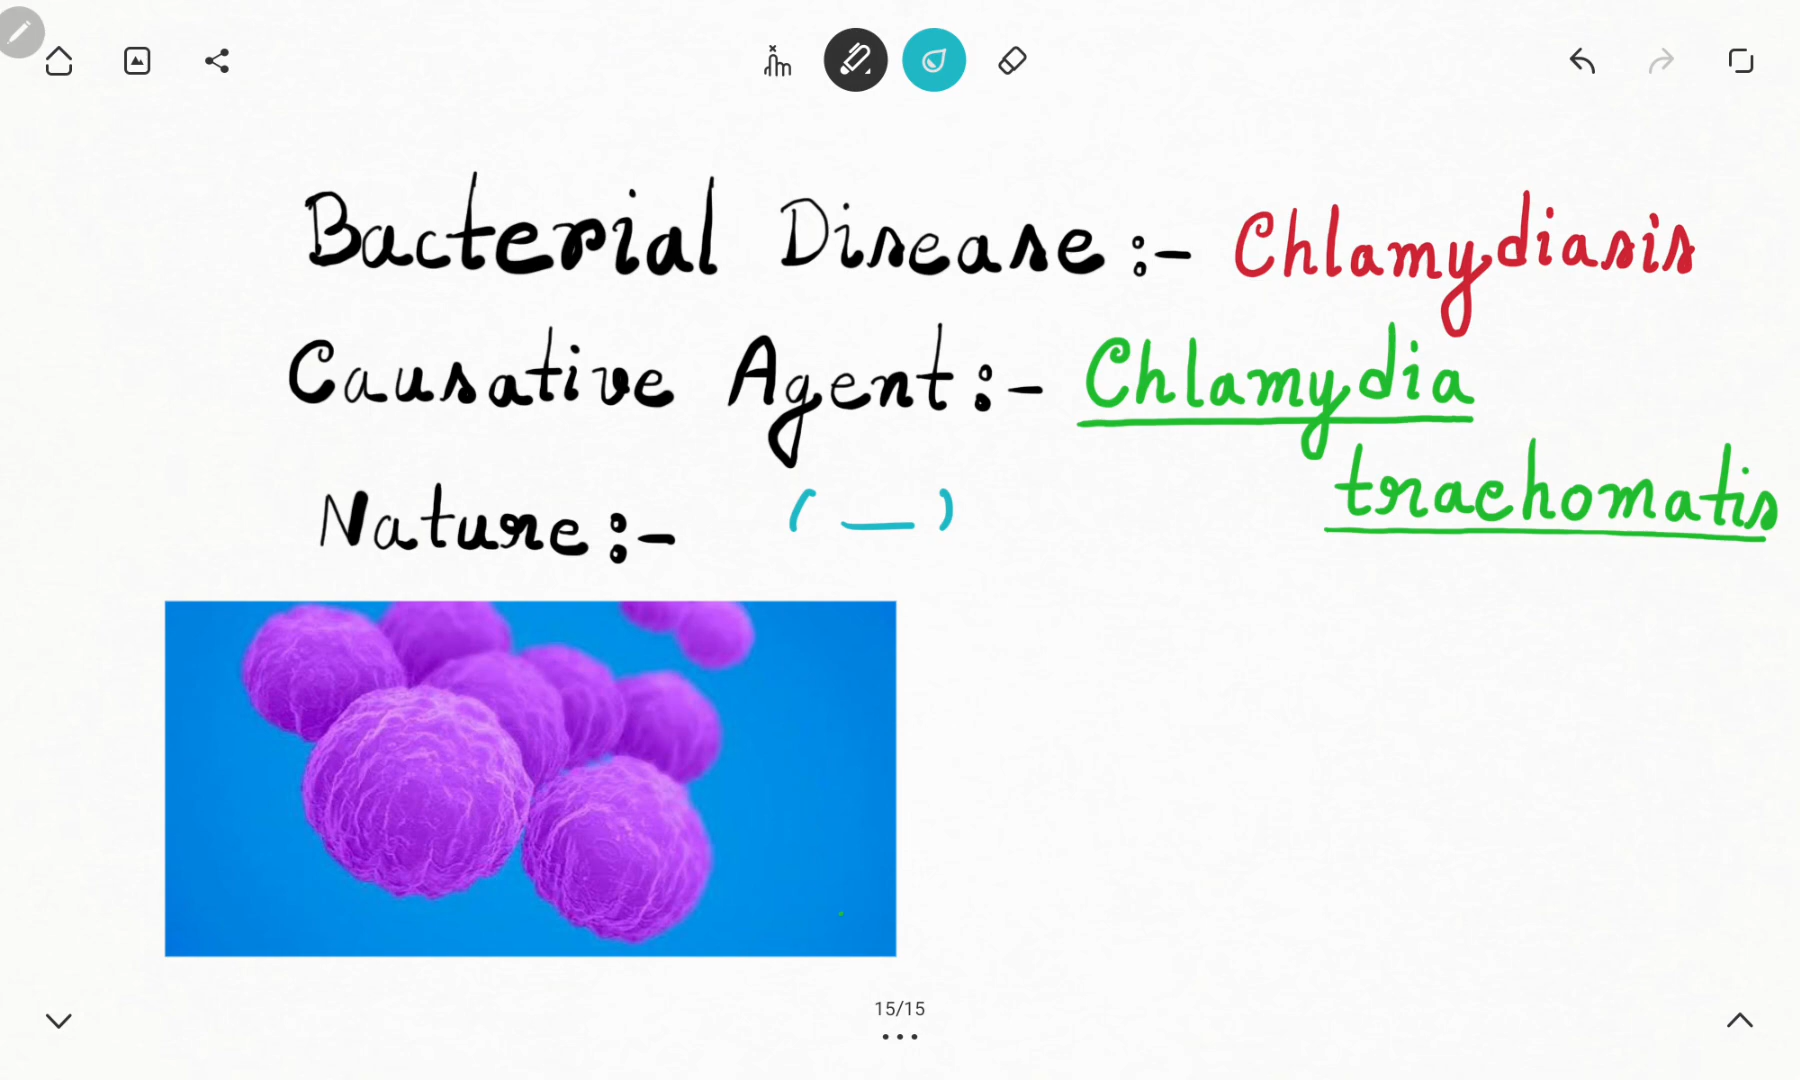 Bacterial Disease :- Chlamydiasis
Causative Agent :- Chlamydia
trachomatis
Nature :- ( — )
15/15